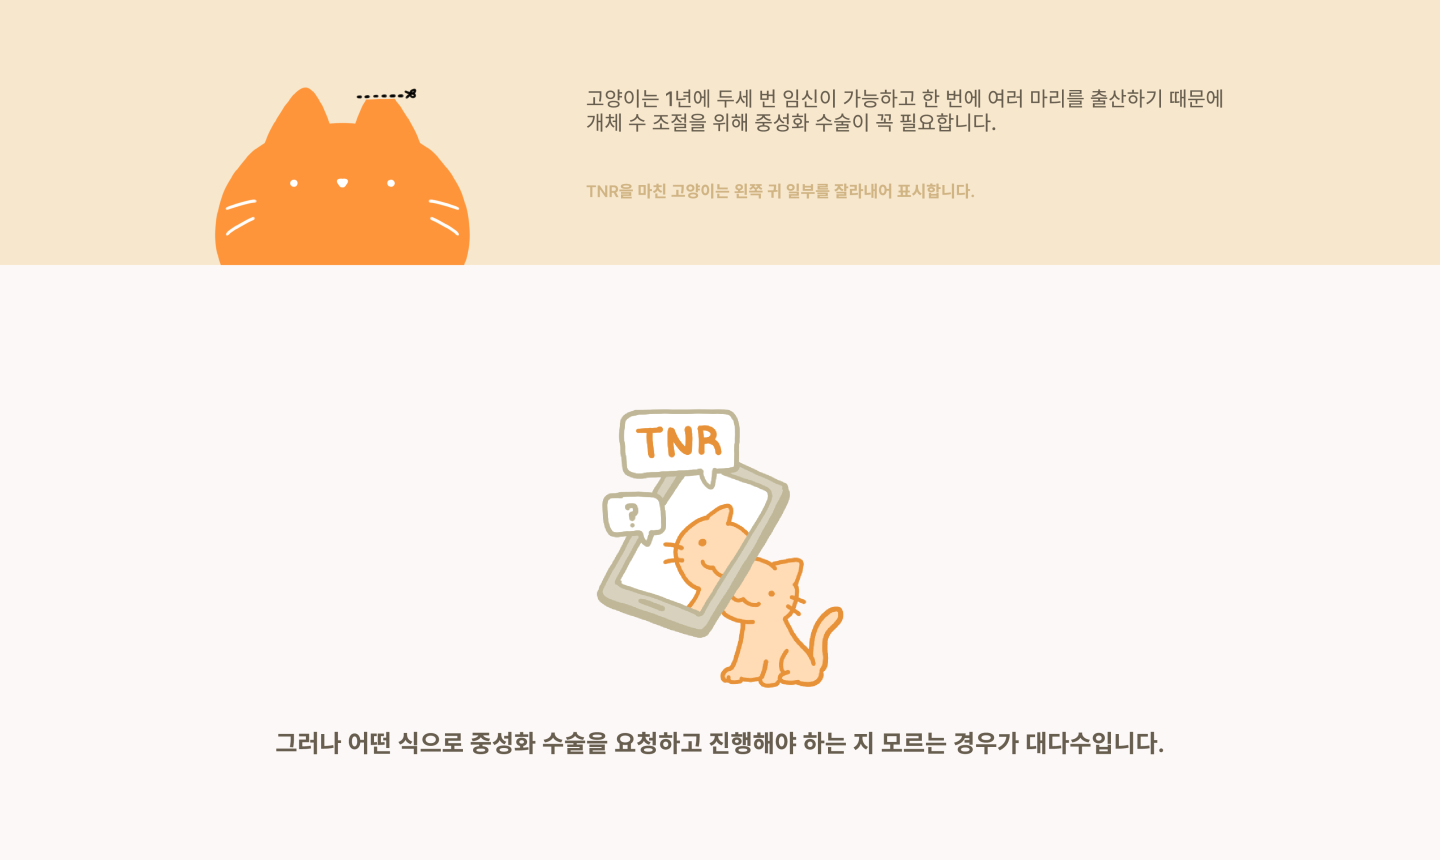 고양이는 1년에 두세 번 임신이 가능하고 한 번에 여러 마리를 출산하기 때문에
개체 수 조절을 위해 중성화 수술이 꼭 필요합니다.
TNR을 마친 고양이는 왼쪽 귀 일부를 잘라내어 표시합니다.
TNR
?
그러나 어떤 식으로 중성화 수술을 요청하고 진행해야 하는 지 모르는 경우가 대다수입니다.